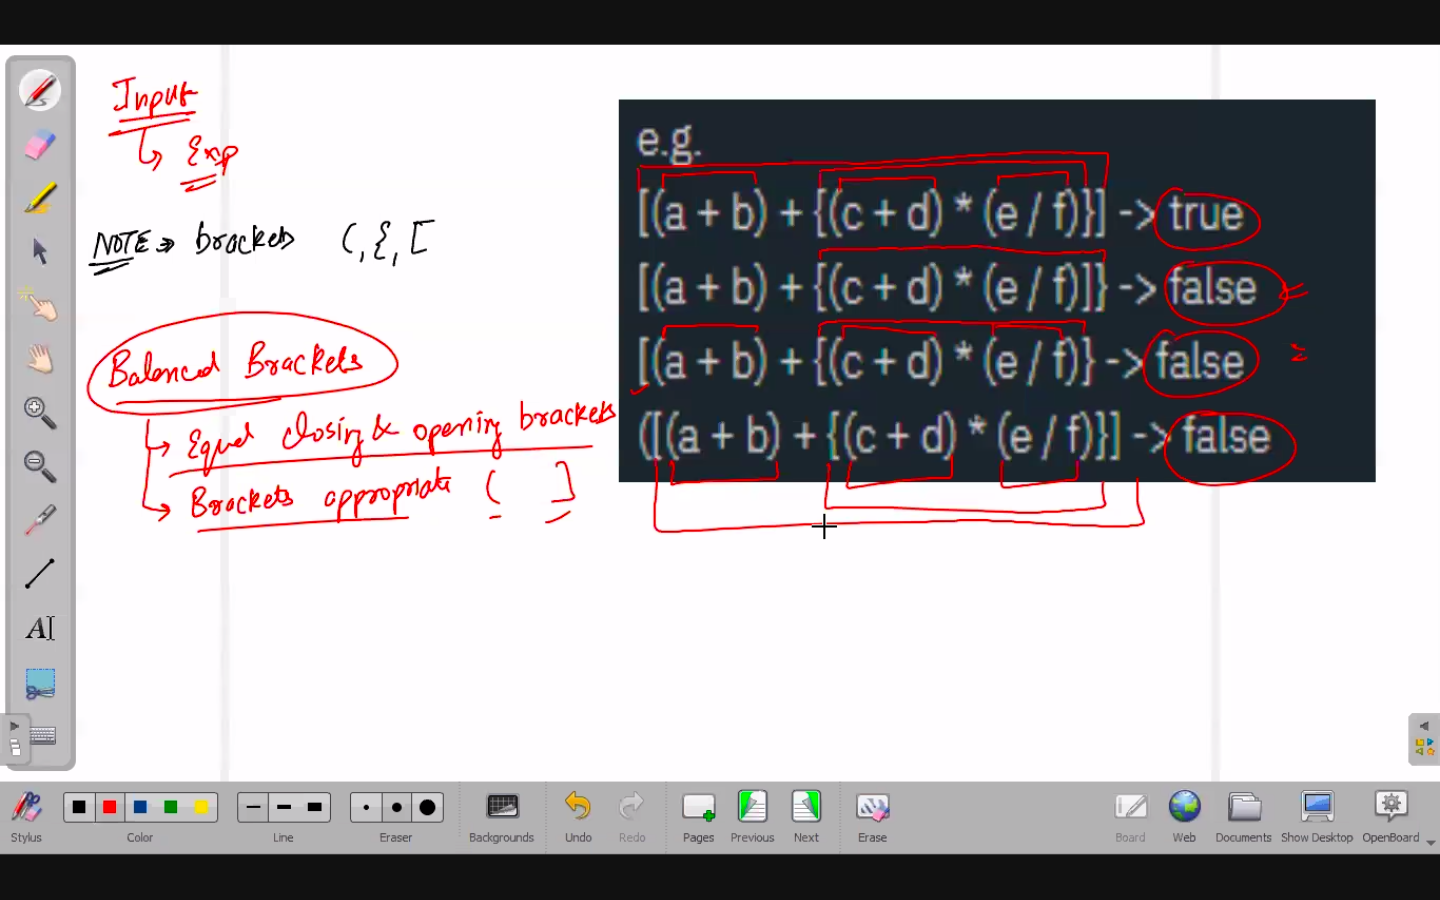 Input
Exp
NOTE => brackets (, {, [
Balanced Brackets
Equal closing & opening brackets
Brackets appropriate ( ]
e.g.
[(a + b) + {(c + d) * (e / f)}] -> true
[(a + b) + {(c + d) * (e / f)]} -> false
[(a + b) + {(c + d) * (e / f)} -> false
([(a + b) + {(c + d) * (e / f)}] -> false
Stylus
Color
Line
Eraser
Backgrounds
Undo
Redo
Pages
Previous
Next
Erase
Board
Web
Documents
Show Desktop
OpenBoard